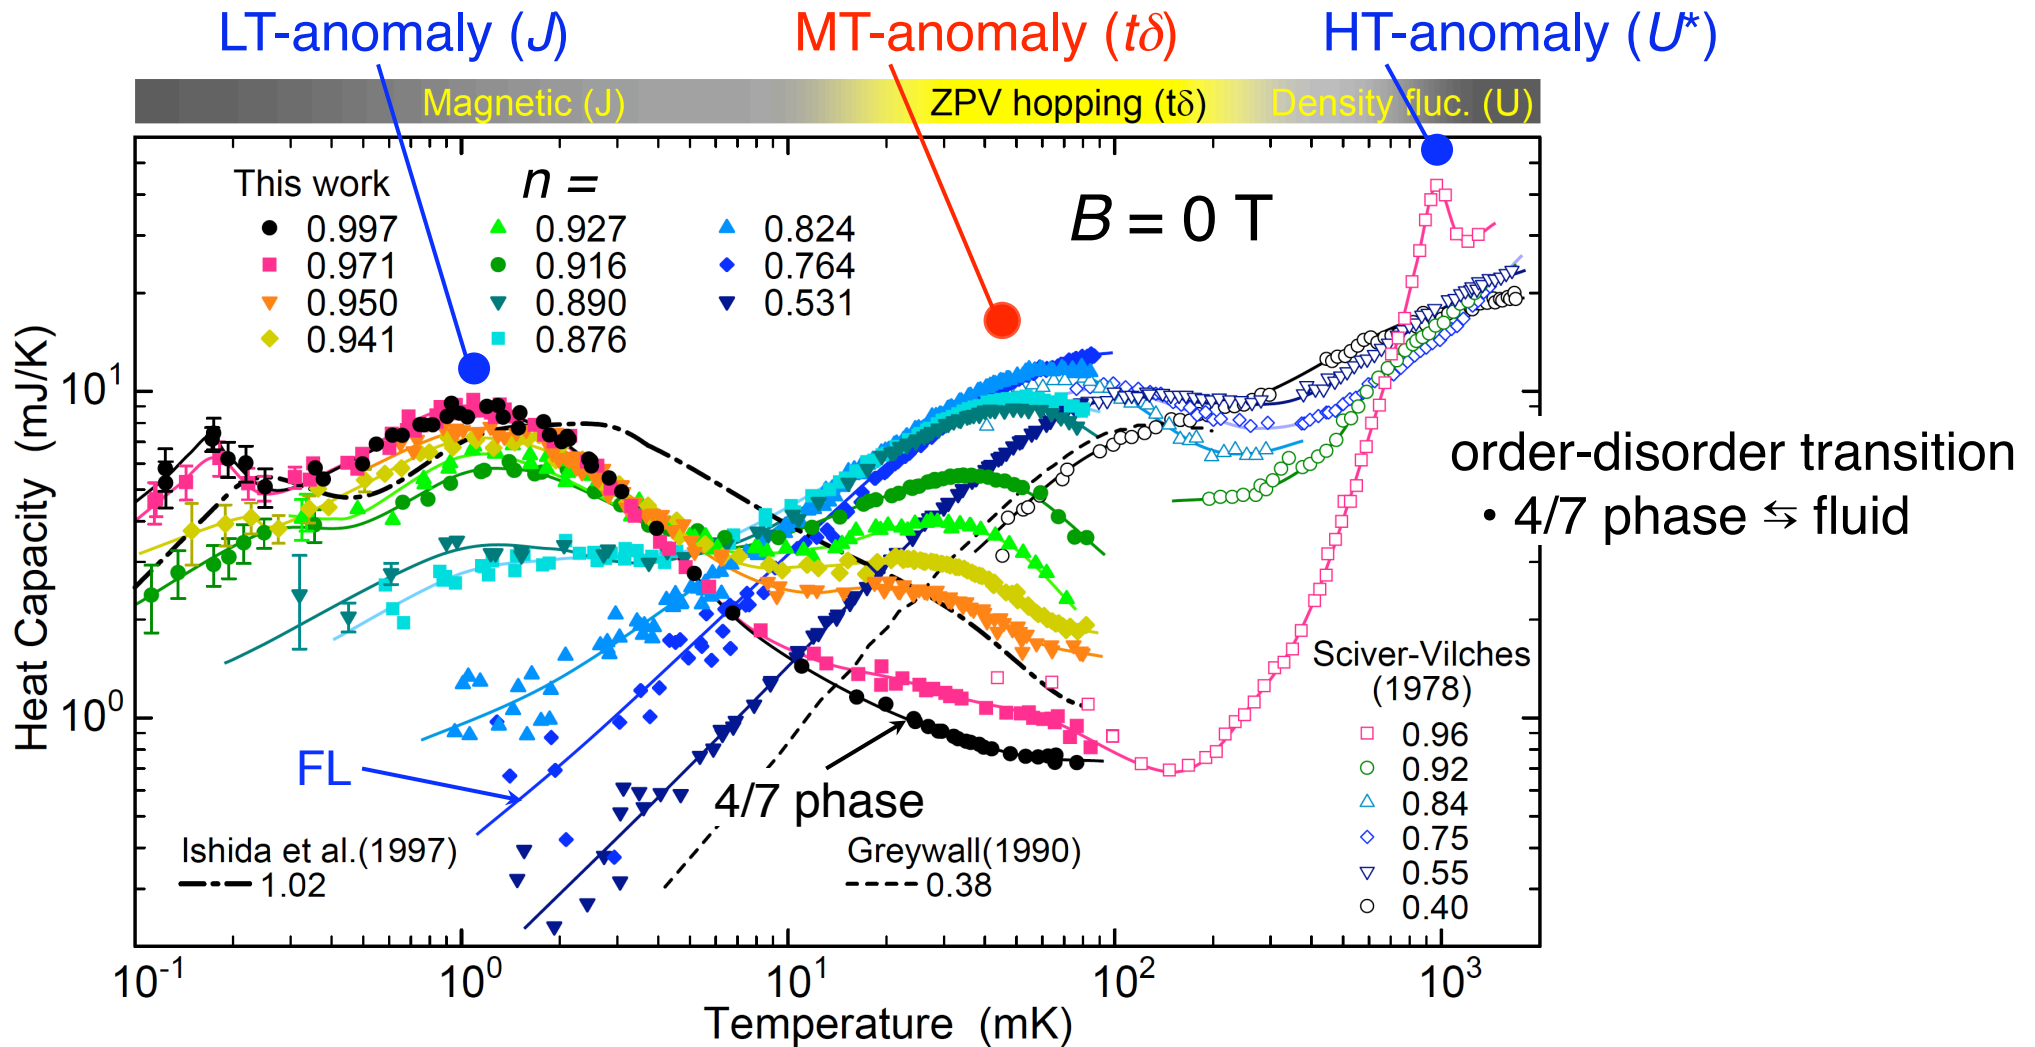 LT-anomaly (J)
MT-anomaly (tδ)
HT-anomaly (U*)
Magnetic (J)
ZPV hopping (tδ)
Density fluc. (U)
This work
n =
B = 0 T
0.997
0.971
0.950
0.941
0.927
0.916
0.890
0.876
0.824
0.764
0.531
Heat Capacity (mJ/K)
10¹
10⁰
order-disorder transition
• 4/7 phase ⇆ fluid
FL
4/7 phase
Ishida et al.(1997)
1.02
Greywall(1990)
0.38
Sciver-Vilches
(1978)
0.96
0.92
0.84
0.75
0.55
0.40
10⁻¹
10⁰
10¹
10²
10³
Temperature (mK)